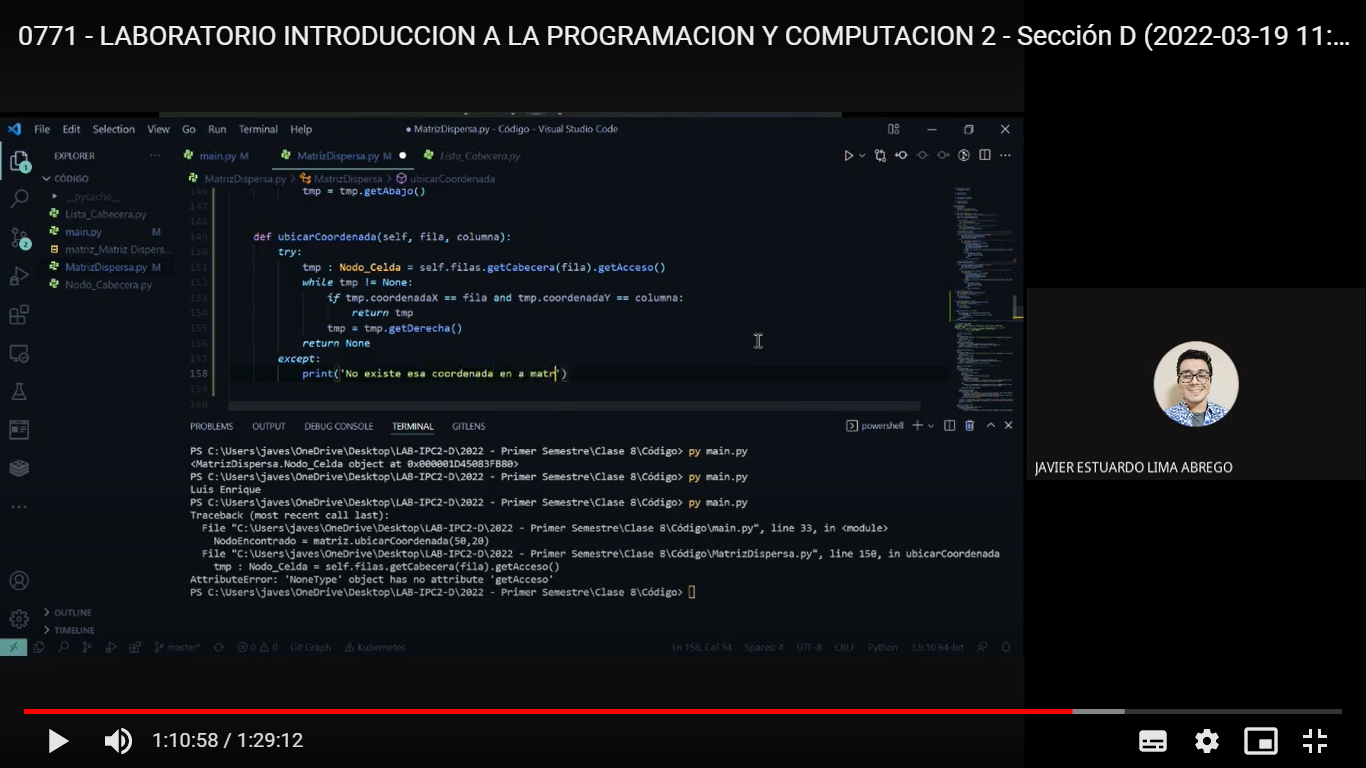 0771 - LABORATORIO INTRODUCCION A LA PROGRAMACION Y COMPUTACION 2 - Sección D (2022-03-19 11:...
File Edit Selection View Go Run Terminal Help
● MatrizDispersa.py - Código - Visual Studio Code
EXPLORER ...
main.py M
MatrizDispersa.py M ●
Lista_Cabecera.py
CÓDIGO
MatrizDispersa.py > MatrizDispersa > ubicarCoordenada
__pycache__
Lista_Cabecera.py
main.py M
matriz_Matriz Dispers...
MatrizDispersa.py M
Nodo_Cabecera.py
146 tmp = tmp.getAbajo()
147
148
149 def ubicarCoordenada(self, fila, columna):
150 try:
151 tmp : Nodo_Celda = self.filas.getCabecera(fila).getAcceso()
152 while tmp != None:
153 if tmp.coordenadaX == fila and tmp.coordenadaY == columna:
154 return tmp
155 tmp = tmp.getDerecha()
156 return None
157 except:
158 print('No existe esa coordenada en a matr')
159
160
PROBLEMS OUTPUT DEBUG CONSOLE TERMINAL GITLENS
powershell
PS C:\Users\javes\OneDrive\Desktop\LAB-IPC2-D\2022 - Primer Semestre\Clase 8\Código> py main.py
<MatrizDispersa.Nodo_Celda object at 0x000001D45083FB80>
PS C:\Users\javes\OneDrive\Desktop\LAB-IPC2-D\2022 - Primer Semestre\Clase 8\Código> py main.py
Luis Enrique
PS C:\Users\javes\OneDrive\Desktop\LAB-IPC2-D\2022 - Primer Semestre\Clase 8\Código> py main.py
Traceback (most recent call last):
File "C:\Users\javes\OneDrive\Desktop\LAB-IPC2-D\2022 - Primer Semestre\Clase 8\Código\main.py", line 33, in <module>
NodoEncontrado = matriz.ubicarCoordenada(50,20)
File "C:\Users\javes\OneDrive\Desktop\LAB-IPC2-D\2022 - Primer Semestre\Clase 8\Código\MatrizDispersa.py", line 150, in ubicarCoordenada
tmp : Nodo_Celda = self.filas.getCabecera(fila).getAcceso()
AttributeError: 'NoneType' object has no attribute 'getAcceso'
PS C:\Users\javes\OneDrive\Desktop\LAB-IPC2-D\2022 - Primer Semestre\Clase 8\Código>
OUTLINE
TIMELINE
master* 0 0 Git Graph Kubernetes Ln 158, Col 54 Spaces: 4 UTF-8 CRLF Python 3.9.10 64-bit
JAVIER ESTUARDO LIMA ABREGO
1:10:58 / 1:29:12